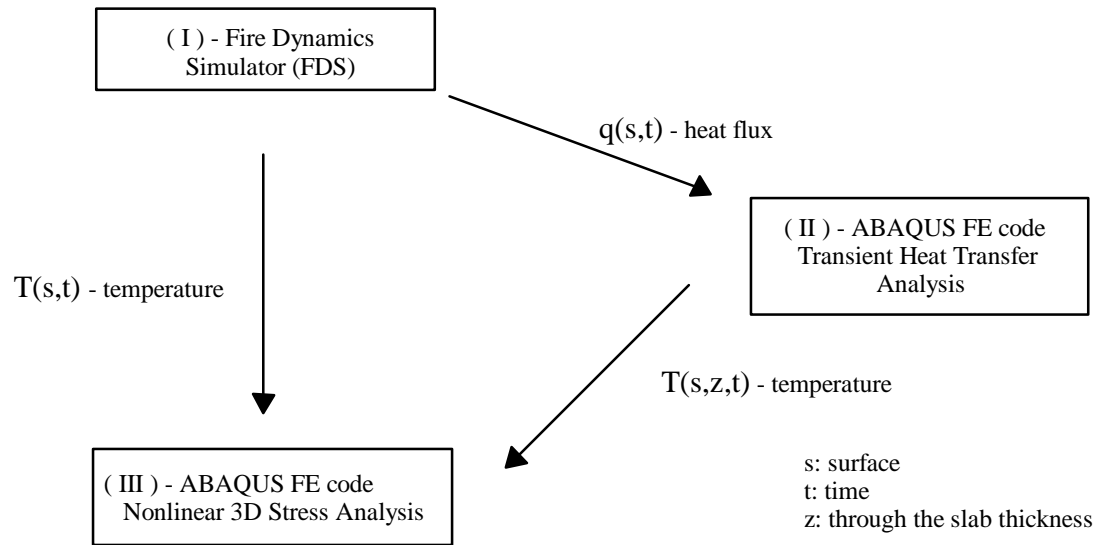 ( I ) - Fire Dynamics
Simulator (FDS)
q(s,t) - heat flux
( II ) - ABAQUS FE code
Transient Heat Transfer
Analysis
T(s,t) - temperature
T(s,z,t) - temperature
( III ) - ABAQUS FE code
Nonlinear 3D Stress Analysis
s: surface
t: time
z: through the slab thickness